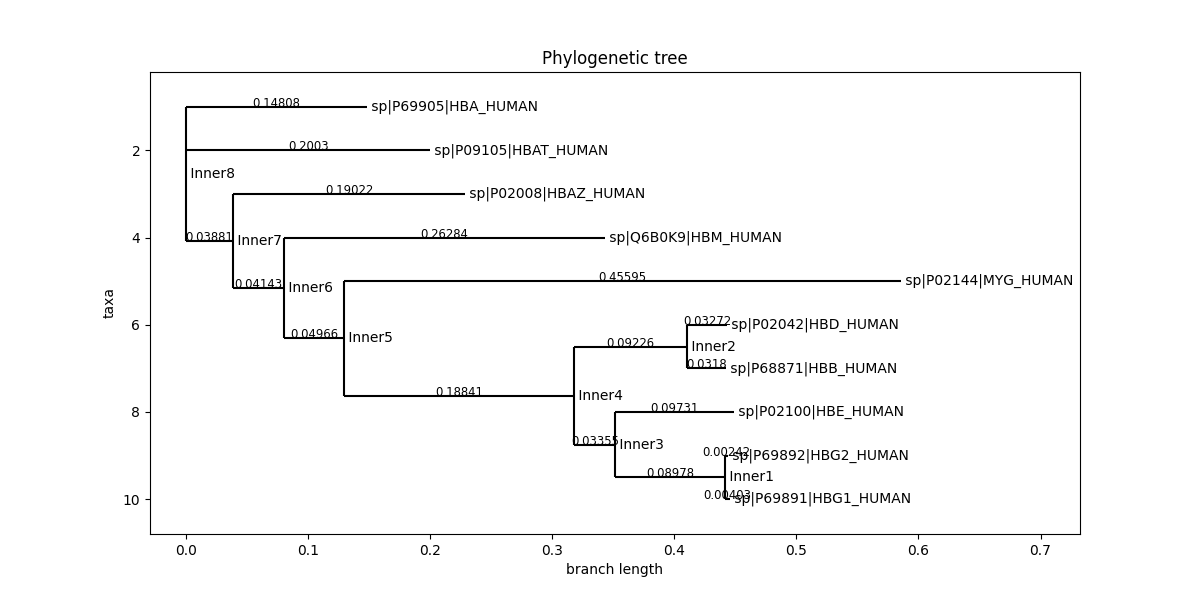 Phylogenetic tree
0.14808
sp|P69905|HBA_HUMAN
0.2003
sp|P09105|HBAT_HUMAN
2
Inner8
0.19022
sp|P02008|HBAZ_HUMAN
0.03881
Inner7
0.26284
sp|Q6B0K9|HBM_HUMAN
4
0.04143
Inner6
0.45595
sp|P02144|MYG_HUMAN
taxa
0.04966
Inner5
0.03272
sp|P02042|HBD_HUMAN
6
0.09226
Inner2
0.0318
sp|P68871|HBB_HUMAN
0.18841
Inner4
0.09731
sp|P02100|HBE_HUMAN
8
0.03355
Inner3
0.00242
sp|P69892|HBG2_HUMAN
0.08978
Inner1
0.00403
sp|P69891|HBG1_HUMAN
10
0.0 0.1 0.2 0.3 0.4 0.5 0.6 0.7
branch length